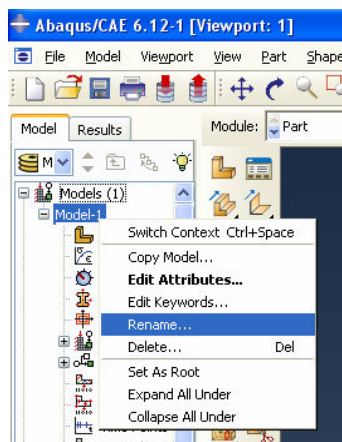 Abaqus/CAE 6.12-1 [Viewport: 1]
File Model Viewport View Part Shape
Model Results Module: Part
M
Models (1)
Model-1
Switch Context Ctrl+Space
Copy Model...
Edit Attributes...
Edit Keywords...
Rename...
Delete... Del
Set As Root
Expand All Under
Collapse All Under